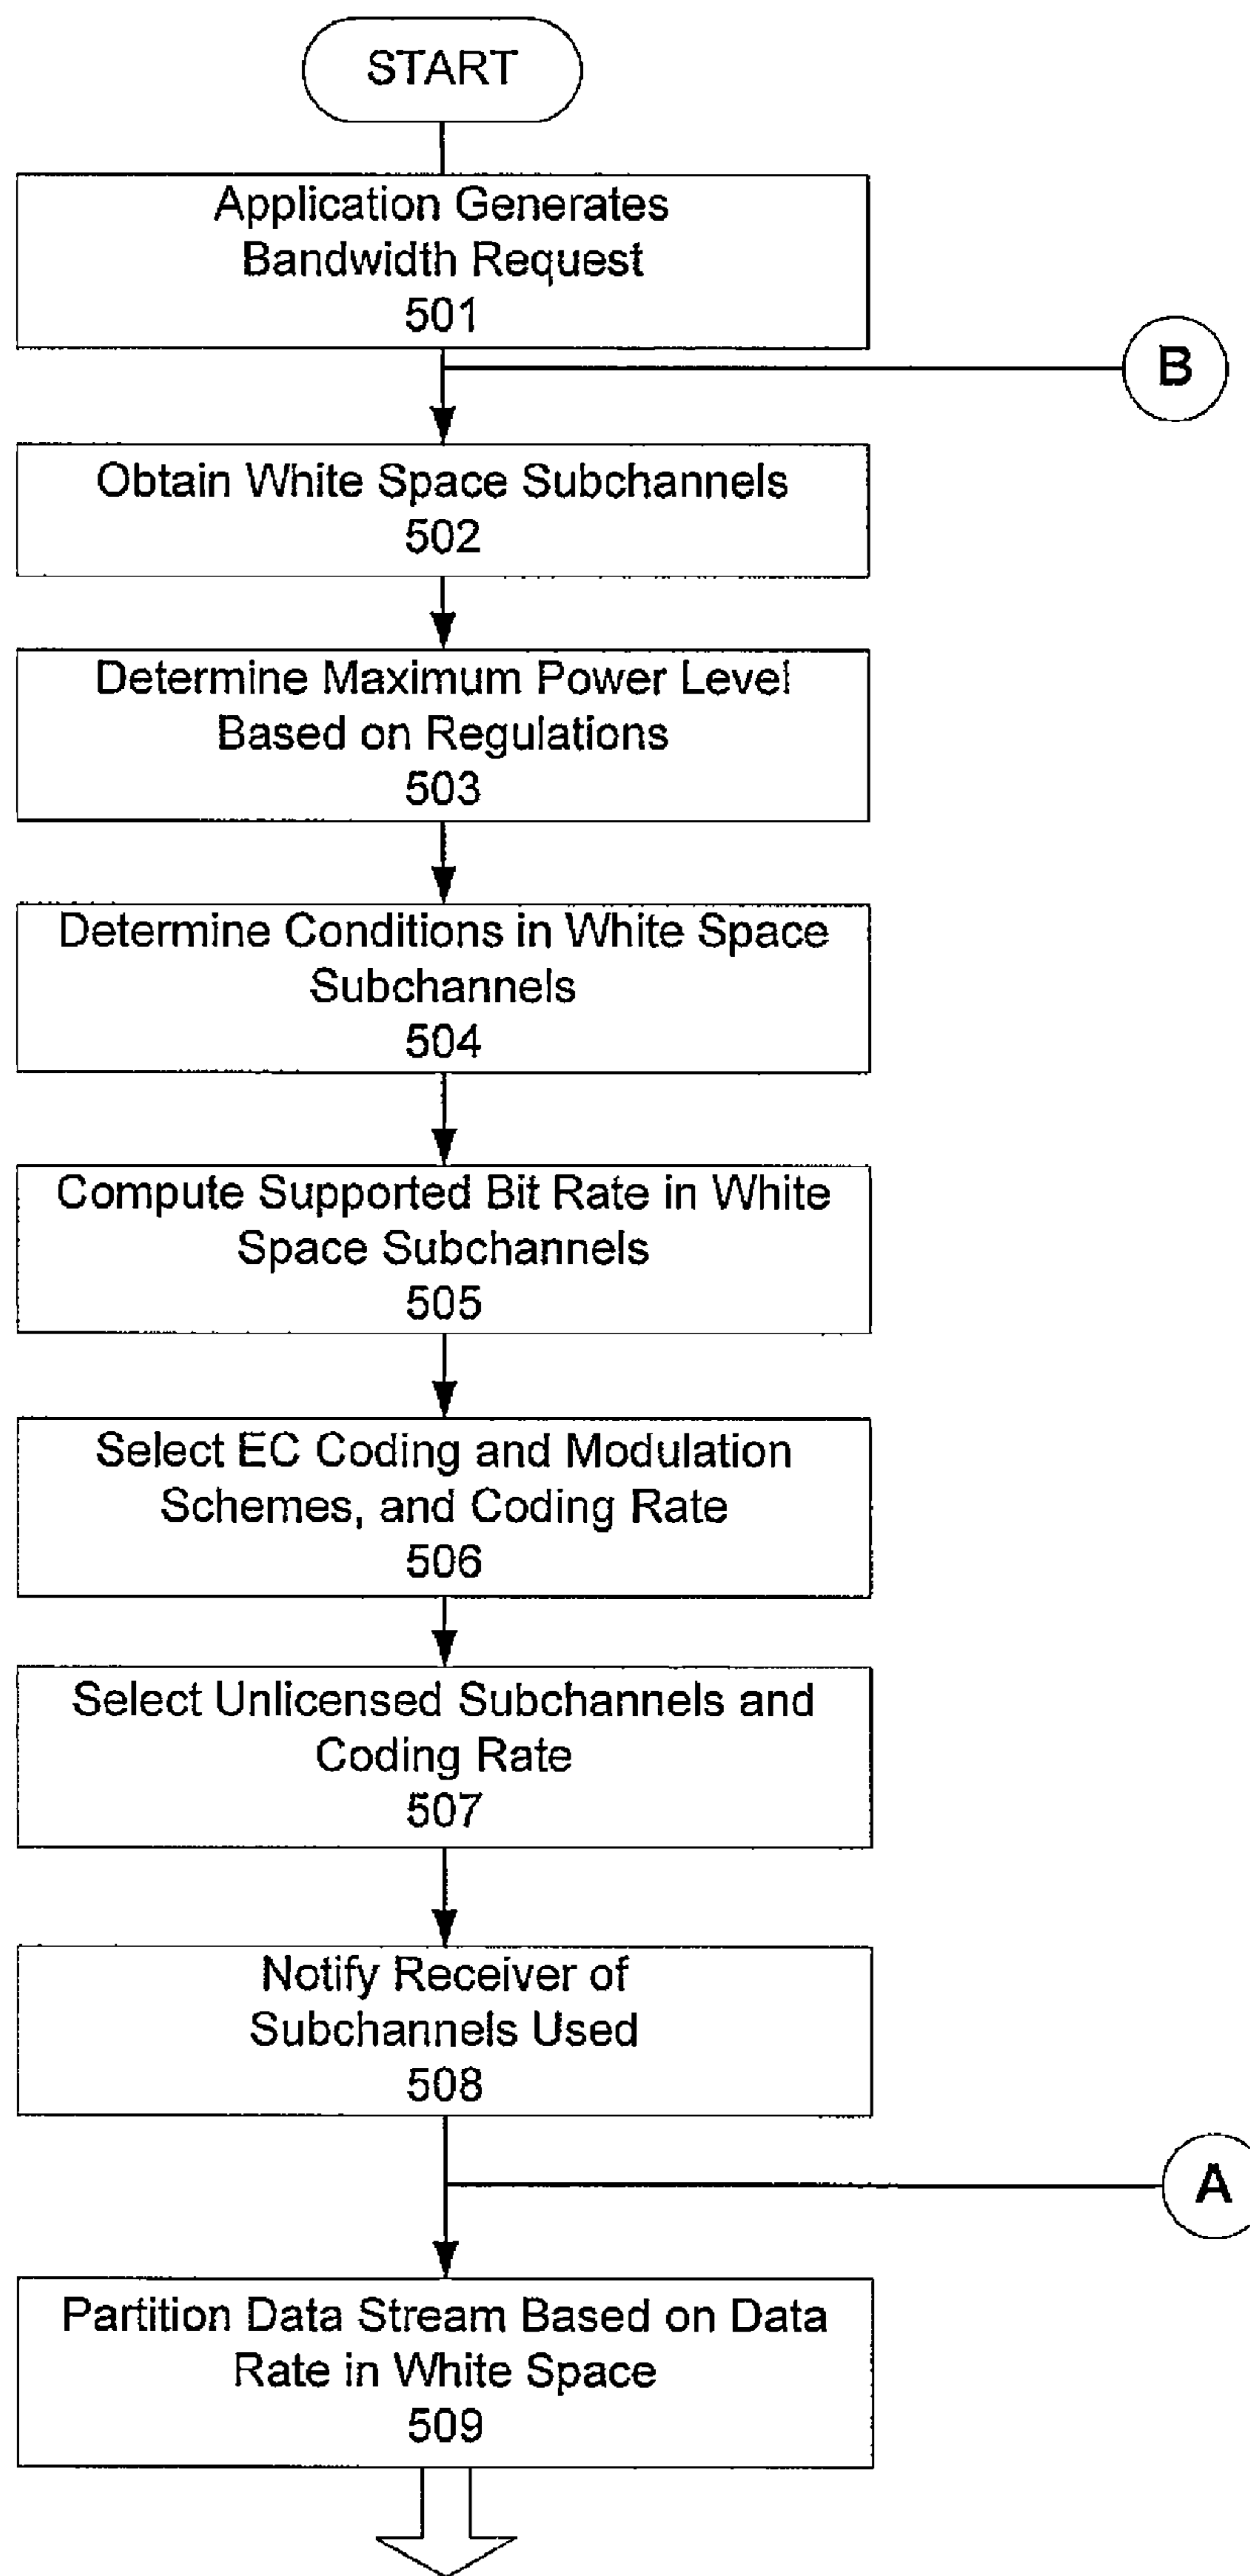 START
Application Generates
Bandwidth Request
501
B
Obtain White Space Subchannels
502
Determine Maximum Power Level
Based on Regulations
503
Determine Conditions in White Space
Subchannels
504
Compute Supported Bit Rate in White
Space Subchannels
505
Select EC Coding and Modulation
Schemes, and Coding Rate
506
Select Unlicensed Subchannels and
Coding Rate
507
Notify Receiver of
Subchannels Used
508
A
Partition Data Stream Based on Data
Rate in White Space
509